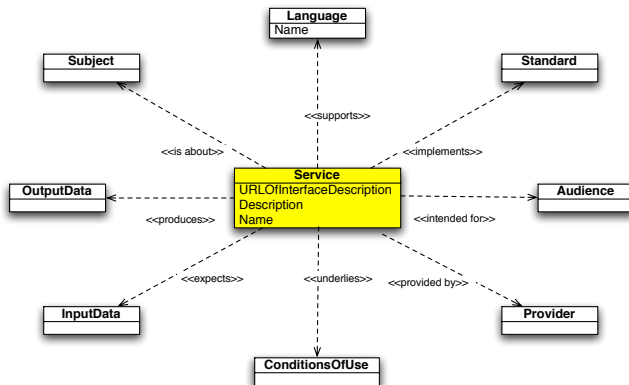 Language
Name
Subject
Standard
<<supports>>
<<is about>>
<<implements>>
Service
URLOfInterfaceDescription
Description
Name
OutputData
Audience
<<produces>>
<<intended for>>
<<expects>>
<<underlies>>
<<provided by>>
InputData
Provider
ConditionsOfUse